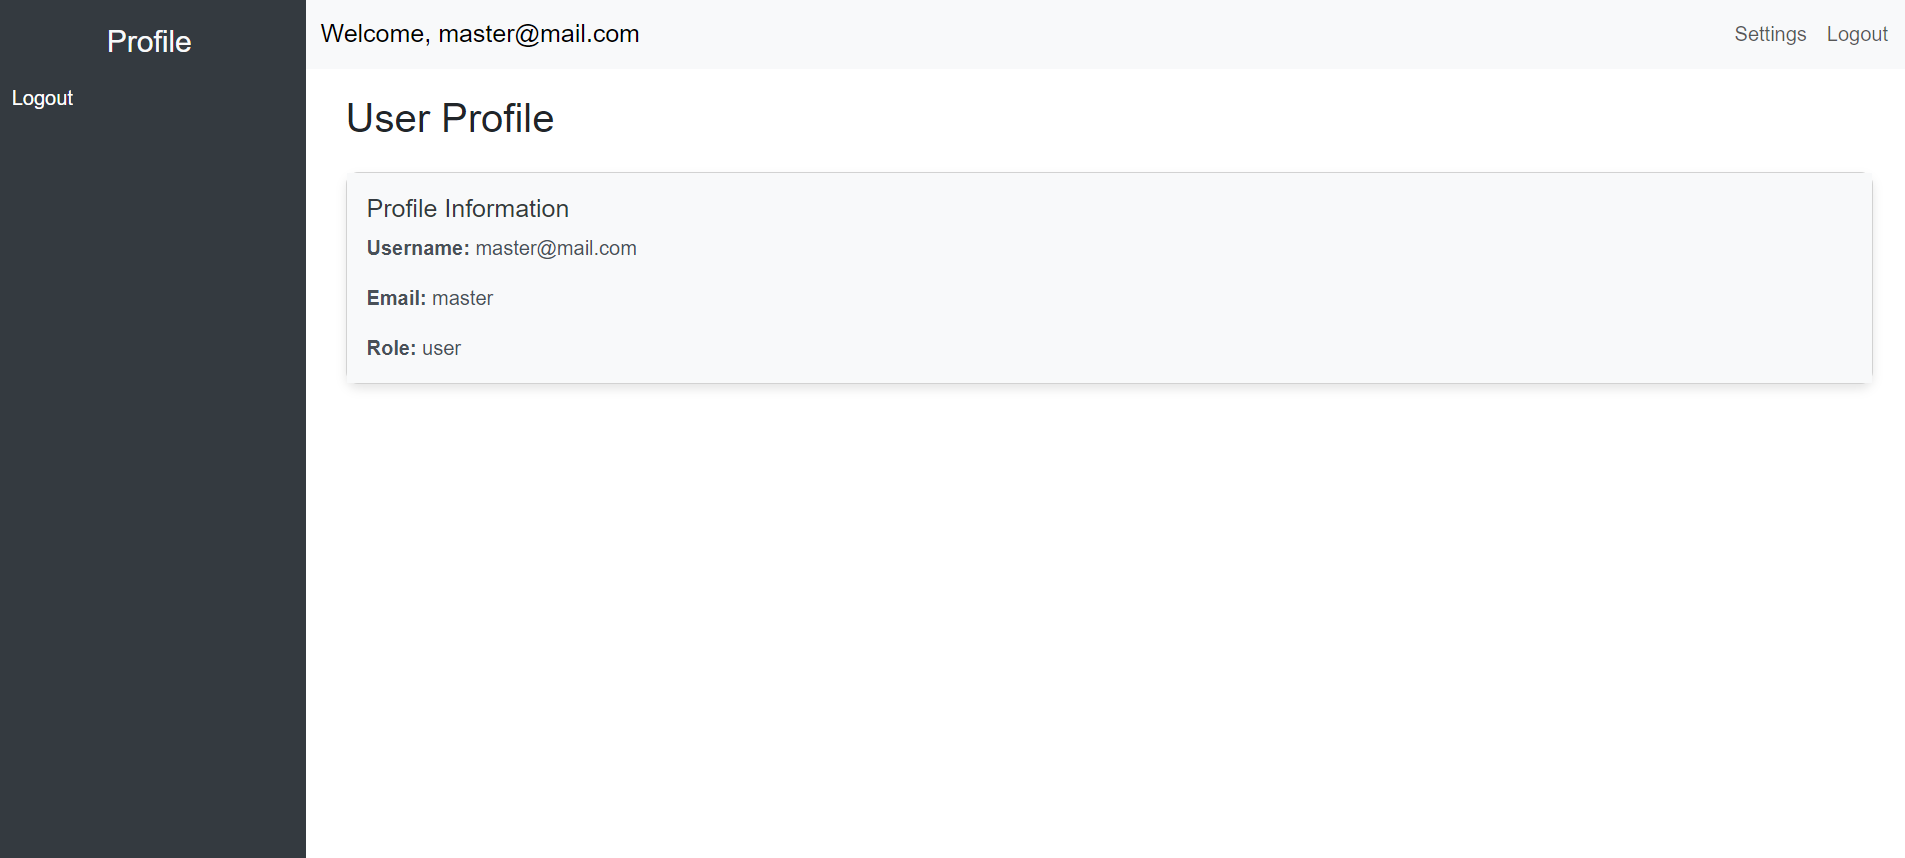 Profile
Logout
Welcome, master@mail.com
Settings
Logout
User Profile
Profile Information
Username: master@mail.com
Email: master
Role: user